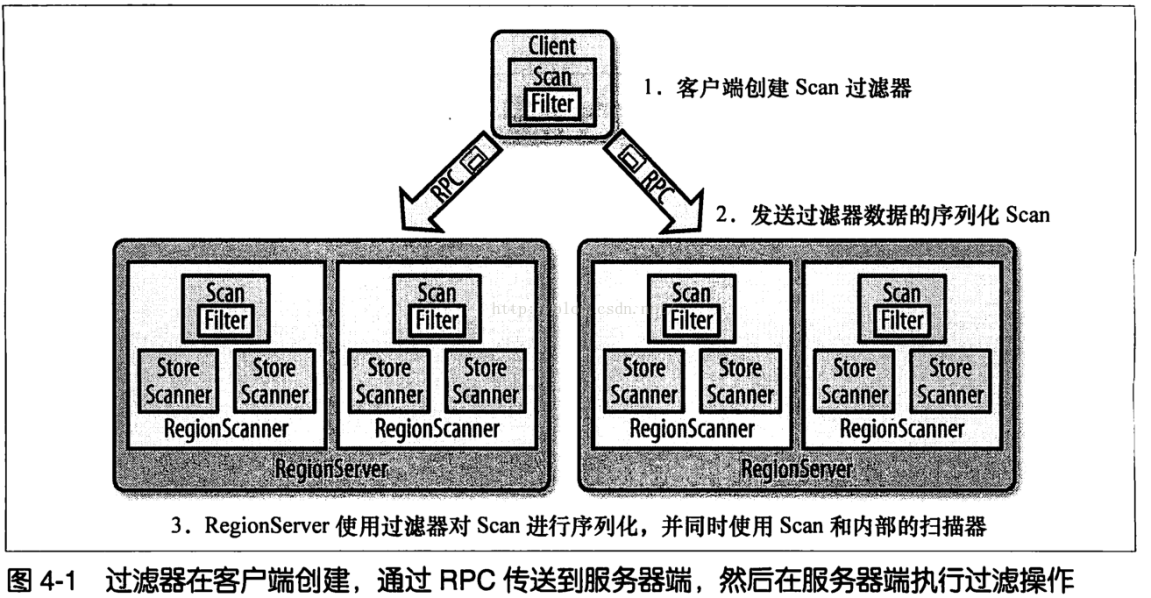 Client
Scan
Filter
1. 客户端创建 Scan 过滤器
RPC
RPC
2. 发送过滤器数据的序列化 Scan
Scan
Filter
Store Scanner
Store Scanner
RegionScanner
Scan
Filter
Store Scanner
Store Scanner
RegionScanner
RegionServer
Scan
Filter
Store Scanner
Store Scanner
RegionScanner
Scan
Filter
Store Scanner
Store Scanner
RegionScanner
RegionServer
3. RegionServer 使用过滤器对 Scan 进行序列化，并同时使用 Scan 和内部的扫描器
图 4-1 过滤器在客户端创建，通过 RPC 传送到服务器端，然后在服务器端执行过滤操作